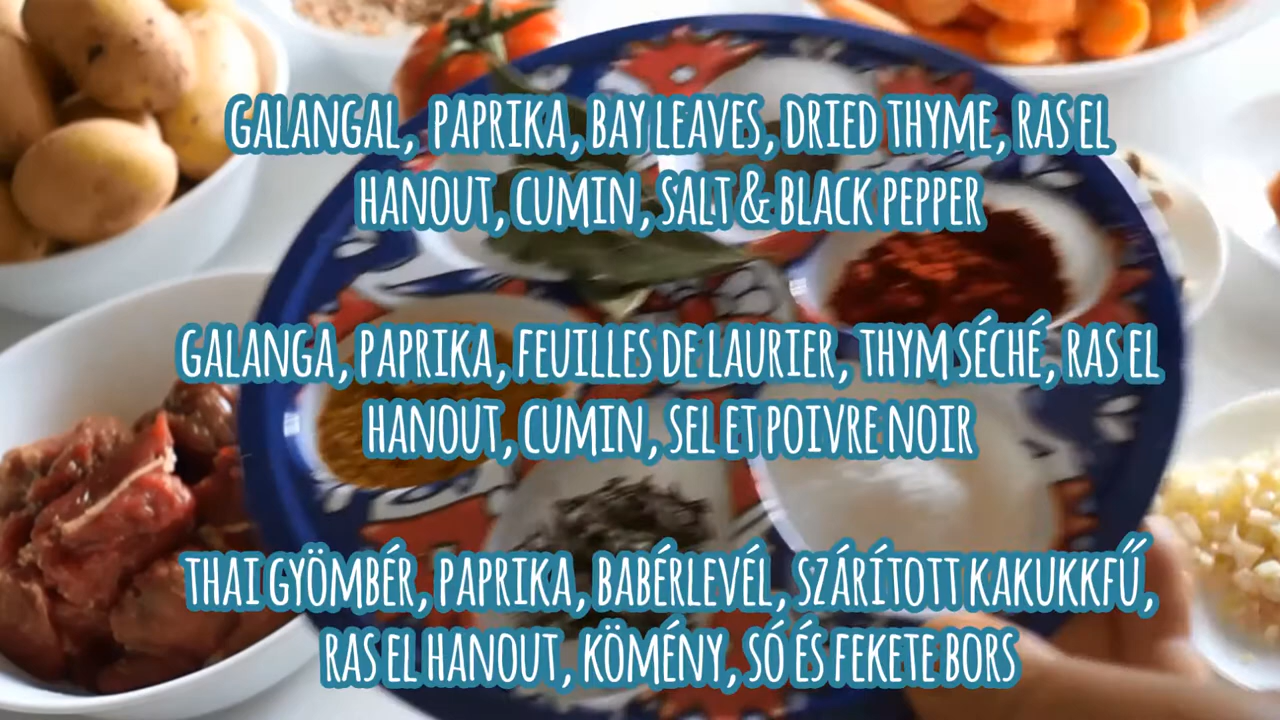 GALANGAL, PAPRIKA, BAY LEAVES, DRIED THYME, RAS EL
HANOUT, CUMIN, SALT & BLACK PEPPER
GALANGA, PAPRIKA, FEUILLES DE LAURIER, THYM SÉCHÉ, RAS EL
HANOUT, CUMIN, SEL ET POIVRE NOIR
THAI GYÖMBÉR, PAPRIKA, BABÉRLEVÉL, SZÁRÍTOTT KAKUKKFŰ,
RAS EL HANOUT, KÖMÉNY, SÓ ÉS FEKETE BORS